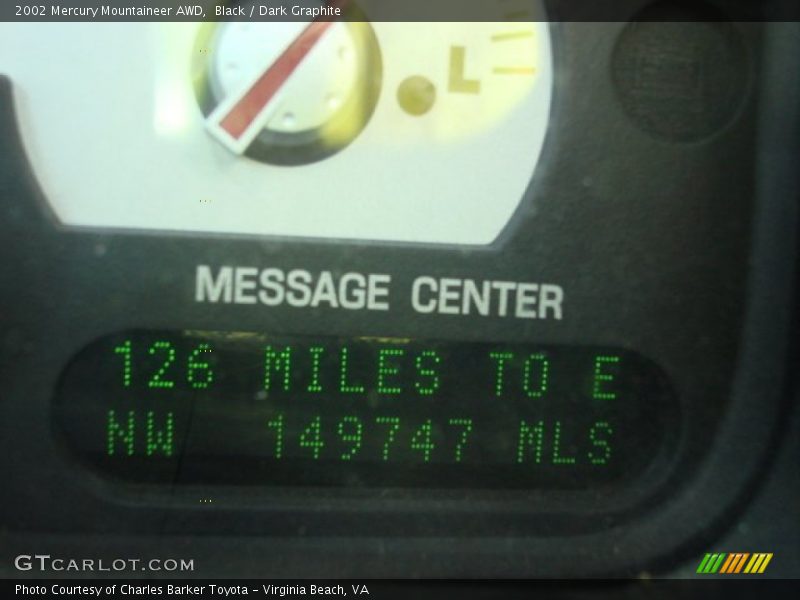 2002 Mercury Mountaineer AWD, Black / Dark Graphite
L
MESSAGE CENTER
126 MILES TO E
NW 149747 MLS
GTCARLOT.COM
Photo Courtesy of Charles Barker Toyota – Virginia Beach, VA